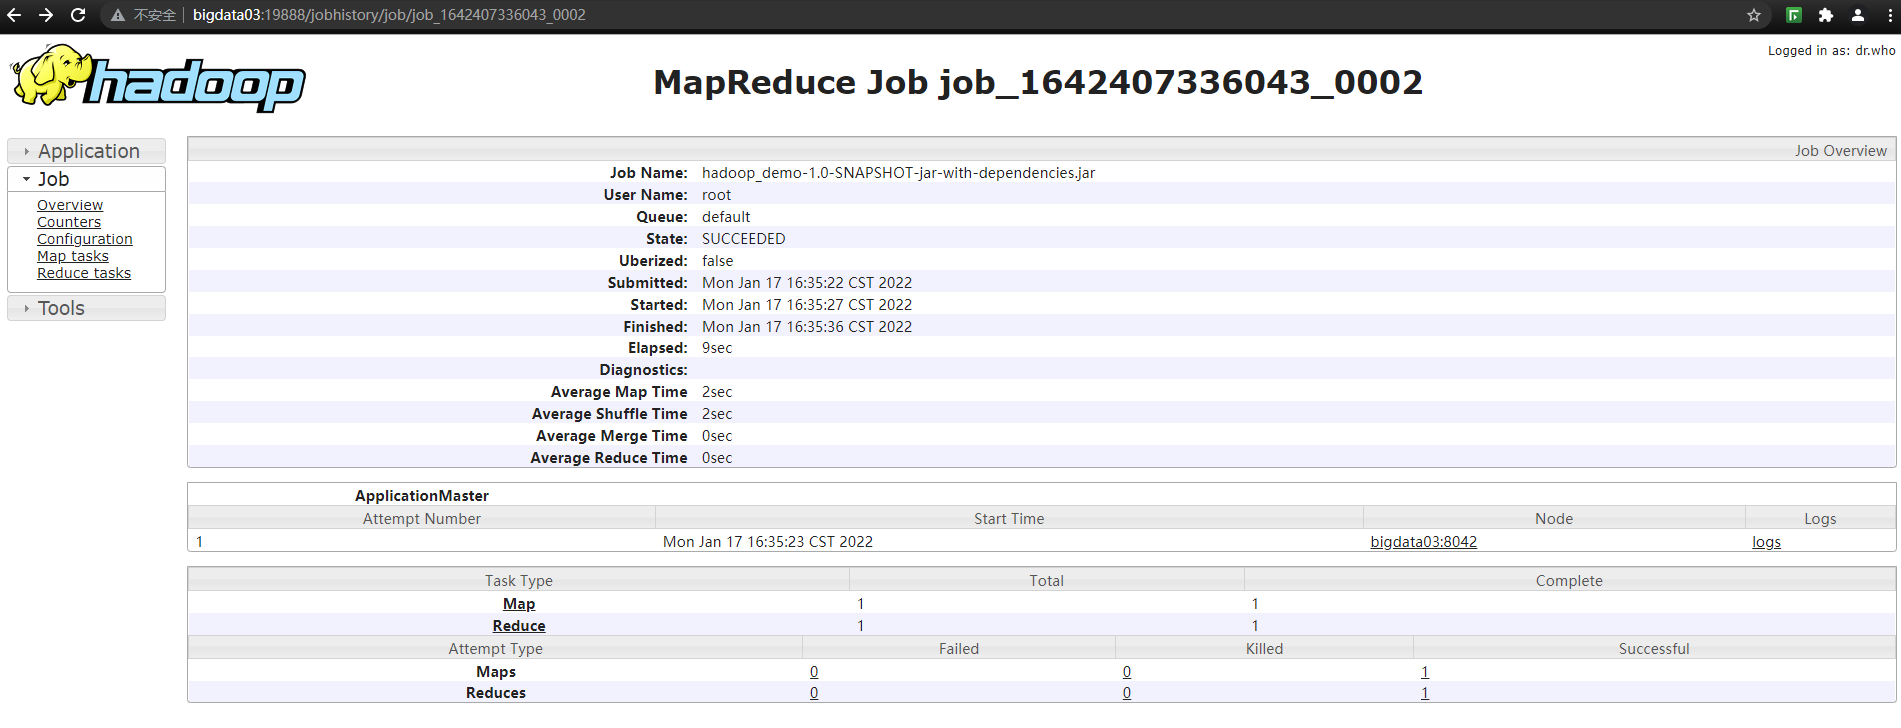 不安全 bigdata03:19888/jobhistory/job/job_1642407336043_0002
Logged in as: dr.who
hadoop
MapReduce Job job_1642407336043_0002
Application
Job
Overview
Counters
Configuration
Map tasks
Reduce tasks
Tools
Job Overview
Job Name: hadoop_demo-1.0-SNAPSHOT-jar-with-dependencies.jar
User Name: root
Queue: default
State: SUCCEEDED
Uberized: false
Submitted: Mon Jan 17 16:35:22 CST 2022
Started: Mon Jan 17 16:35:27 CST 2022
Finished: Mon Jan 17 16:35:36 CST 2022
Elapsed: 9sec
Diagnostics:
Average Map Time 2sec
Average Shuffle Time 2sec
Average Merge Time 0sec
Average Reduce Time 0sec
ApplicationMaster
Attempt Number Start Time Node Logs
1 Mon Jan 17 16:35:23 CST 2022 bigdata03:8042 logs
Task Type Total Complete
Map 1 1
Reduce 1 1
Attempt Type Failed Killed Successful
Maps 0 0 1
Reduces 0 0 1